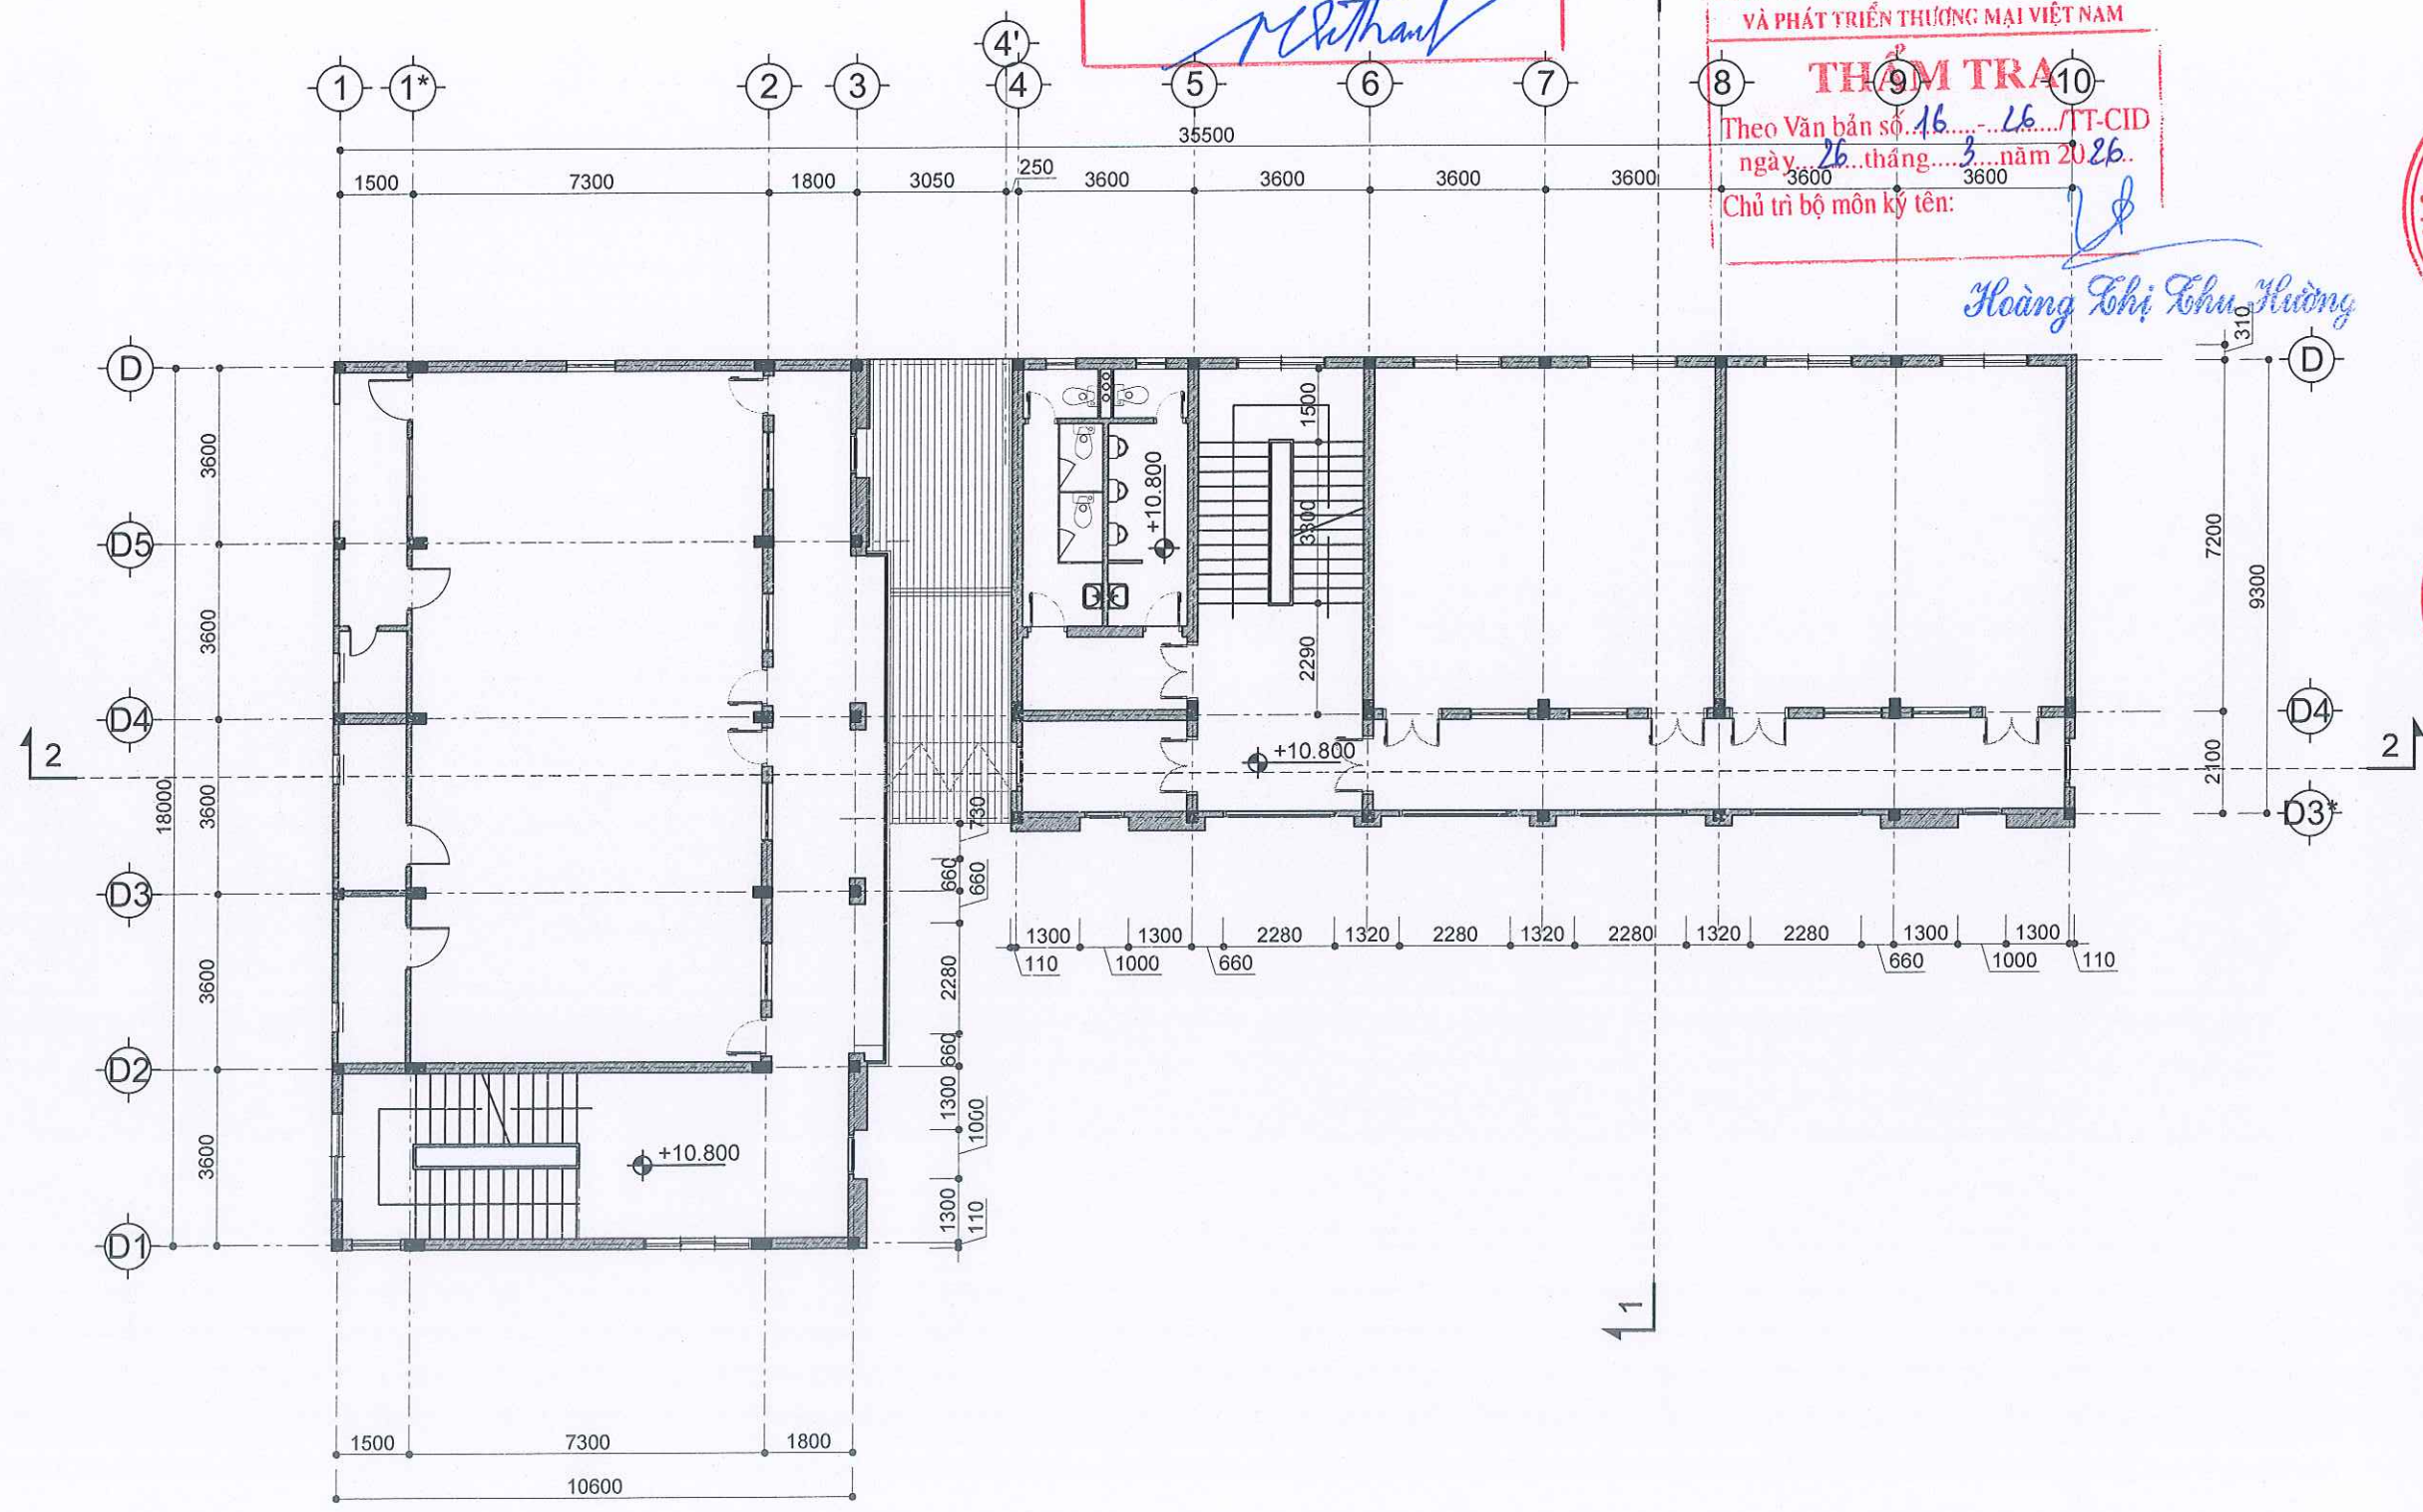 VÀ PHÁT TRIỂN THƯƠNG MẠI VIỆT NAM
THẨM TRA
Theo Văn bản số 16 - 26 /TT-CID
ngày 26 tháng 3 năm 2026
Chủ trì bộ môn ký tên:
Hoàng Thị Thu Hường
4'
1 1* 2 3 4 5 6 7 8 9 10
35500
1500 7300 1800 3050 250 3600 3600 3600 3600 3600 3600
310
D D
1500
3600
+10.800
D5
3300
7200
9300
3600
2290
D4 D4
2 +10.800 2
2100
18000
3600
730
D3*
660
660
D3
1300 1300 2280 1320 2280 1320 2280 1320 2280 1300 1300
110 1000 660 660 1000 110
3600
2280
660
D2
1300
1000
3600
+10.800
1300
110
D1
1
1500 7300 1800
10600